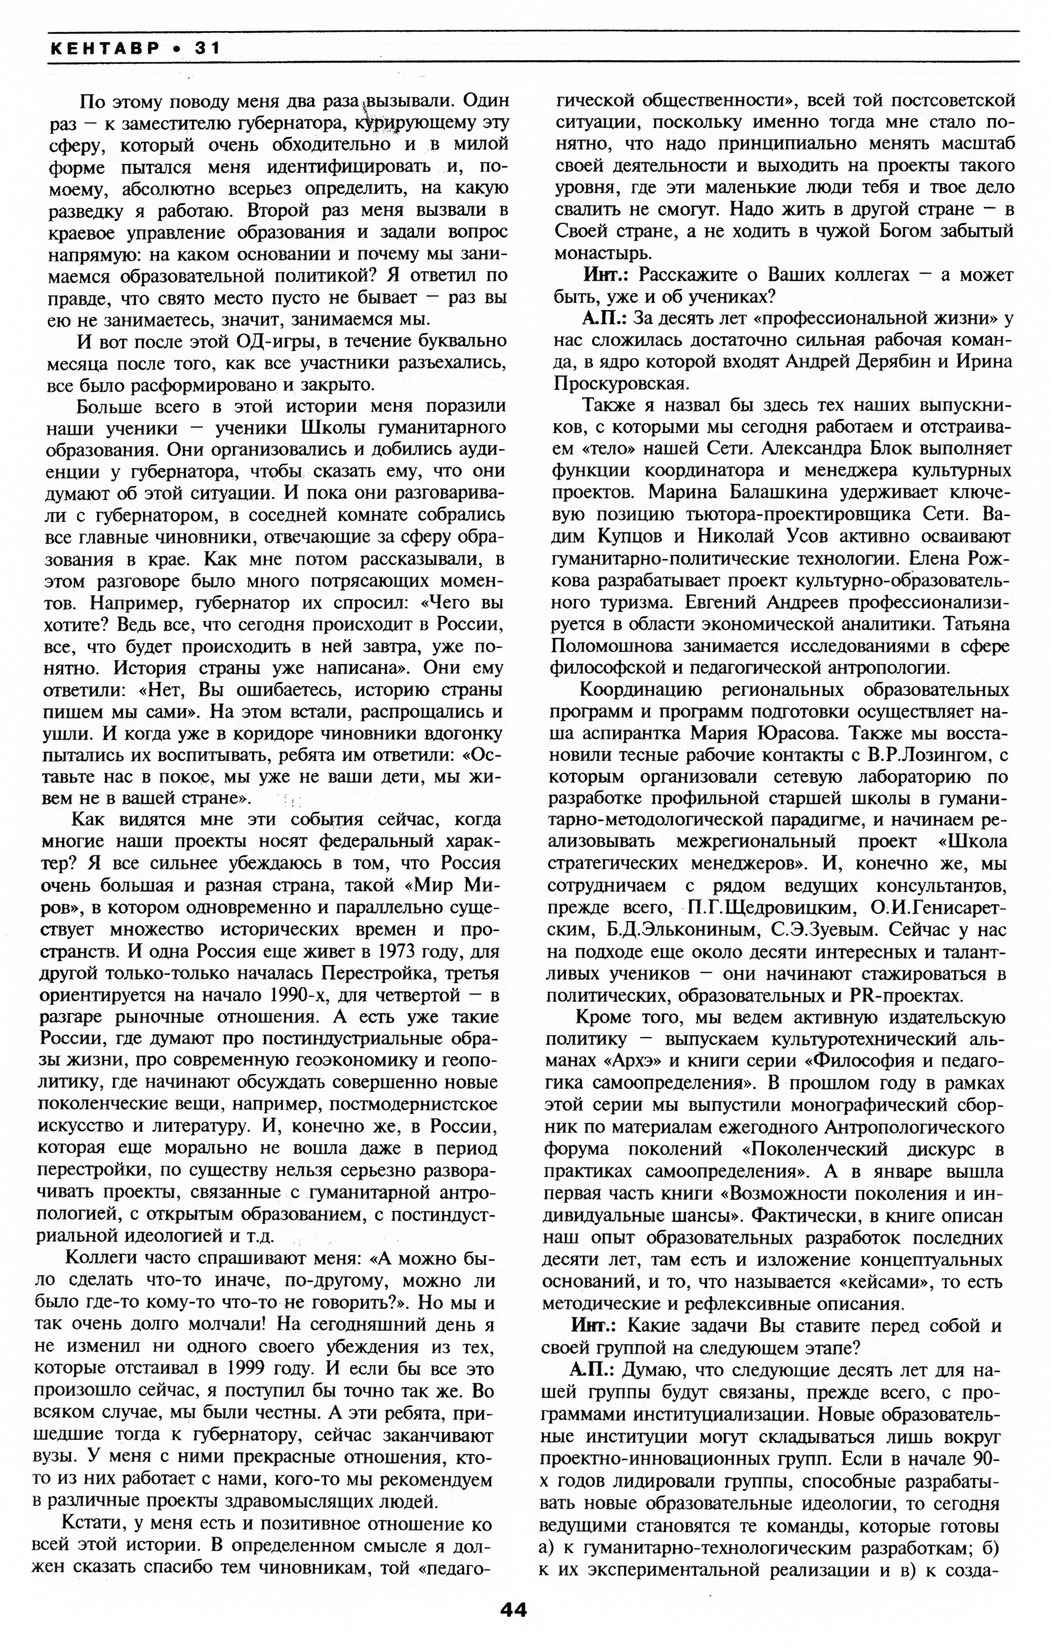 КЕНТАВР • 31
По этому поводу меня два раза вызывали. Один
раз — к заместителю губернатора, курирующему эту
сферу, который очень обходительно и в милой
форме пытался меня идентифицировать и, по-
моему, абсолютно всерьез определить, на какую
разведку я работаю. Второй раз меня вызвали в
краевое управление образования и задали вопрос
напрямую: на каком основании и почему мы зани-
маемся образовательной политикой? Я ответил по
правде, что свято место пусто не бывает — раз вы
ею не занимаетесь, значит, занимаемся мы.
И вот после этой ОД-игры, в течение буквально
месяца после того, как все участники разъехались,
все было расформировано и закрыто.
Больше всего в этой истории меня поразили
наши ученики — ученики Школы гуманитарного
образования. Они организовались и добились ауди-
енции у губернатора, чтобы сказать ему, что они
думают об этой ситуации. И пока они разговарива-
ли с губернатором, в соседней комнате собрались
все главные чиновники, отвечающие за сферу обра-
зования в крае. Как мне потом рассказывали, в
этом разговоре было много потрясающих момен-
тов. Например, губернатор их спросил: «Чего вы
хотите? Ведь все, что сегодня происходит в России,
все, что будет происходить в ней завтра, уже по-
нятно. История страны уже написана». Они ему
ответили: «Нет, Вы ошибаетесь, историю страны
пишем мы сами». На этом встали, распрощались и
ушли. И когда уже в коридоре чиновники вдогонку
пытались их воспитывать, ребята им ответили: «Ос-
тавьте нас в покое, мы уже не ваши дети, мы жи-
вем не в вашей стране».
Как видятся мне эти события сейчас, когда
многие наши проекты носят федеральный харак-
тер? Я все сильнее убеждаюсь в том, что Россия
очень большая и разная страна, такой «Мир Ми-
ров», в котором одновременно и параллельно суще-
ствует множество исторических времен и про-
странств. И одна Россия еще живет в 1973 году, для
другой только-только началась Перестройка, третья
ориентируется на начало 1990-х, для четвертой — в
разгаре рыночные отношения. А есть уже такие
России, где думают про постиндустриальные обра-
зы жизни, про современную геоэкономику и геопо-
литику, где начинают обсуждать совершенно новые
поколенческие вещи, например, постмодернистское
искусство и литературу. И, конечно же, в России,
которая еще морально не вошла даже в период
перестройки, по существу нельзя серьезно развора-
чивать проекты, связанные с гуманитарной антро-
пологией, с открытым образованием, с постиндуст-
риальной идеологией и т.д.
Коллеги часто спрашивают меня: «А можно бы-
ло сделать что-то иначе, по-другому, можно ли
было где-то кому-то что-то не говорить?». Но мы и
так очень долго молчали! На сегодняшний день я
не изменил ни одного своего убеждения из тех,
которые отстаивал в 1999 году. И если бы все это
произошло сейчас, я поступил бы точно так же. Во
всяком случае, мы были честны. А эти ребята, при-
шедшие тогда к губернатору, сейчас заканчивают
вузы. У меня с ними прекрасные отношения, кто-
то из них работает с нами, кого-то мы рекомендуем
в различные проекты здравомыслящих людей.
Кстати, у меня есть и позитивное отношение ко
всей этой истории. В определенном смысле я дол-
жен сказать спасибо тем чиновникам, той «педаго-
гической общественности», всей той постсоветской
ситуации, поскольку именно тогда мне стало по-
нятно, что надо принципиально менять масштаб
своей деятельности и выходить на проекты такого
уровня, где эти маленькие люди тебя и твое дело
свалить не смогут. Надо жить в другой стране — в
Своей стране, а не ходить в чужой Богом забытый
монастырь.
Инт.: Расскажите о Ваших коллегах — а может
быть, уже и об учениках?
А.П.: За десять лет «профессиональной жизни» у
нас сложилась достаточно сильная рабочая коман-
да, в ядро которой входят Андрей Дерябин и Ирина
Проскуровская.
Также я назвал бы здесь тех наших выпускни-
ков, с которыми мы сегодня работаем и отстраива-
ем «тело» нашей Сети. Александра Блок выполняет
функции координатора и менеджера культурных
проектов. Марина Балашкина удерживает ключе-
вую позицию тьютора-проектировщика Сети. Ва-
дим Купцов и Николай Усов активно осваивают
гуманитарно-политические технологии. Елена Рож-
кова разрабатывает проект культурно-образователь-
ного туризма. Евгений Андреев профессионализи-
руется в области экономической аналитики. Татьяна
Поломошнова занимается исследованиями в сфере
философской и педагогической антропологии.
Координацию региональных образовательных
программ и программ подготовки осуществляет на-
ша аспирантка Мария Юрасова. Также мы восста-
новили тесные рабочие контакты с В.Р.Лозингом, с
которым организовали сетевую лабораторию по
разработке профильной старшей школы в гумани-
тарно-методологической парадигме, и начинаем ре-
ализовывать межрегиональный проект «Школа
стратегических менеджеров». И, конечно же, мы
сотрудничаем с рядом ведущих консультантов,
прежде всего, П.Г.Щедровицким, О.И.Генисарет-
ским, Б.Д.Элькониным, С.Э.Зуевым. Сейчас у нас
на подходе еще около десяти интересных и талант-
ливых учеников — они начинают стажироваться в
политических, образовательных и PR-проектах.
Кроме того, мы ведем активную издательскую
политику — выпускаем культуротехнический аль-
манах «Архэ» и книги серии «Философия и педаго-
гика самоопределения». В прошлом году в рамках
этой серии мы выпустили монографический сбор-
ник по материалам ежегодного Антропологического
форума поколений «Поколенческий дискурс в
практиках самоопределения». А в январе вышла
первая часть книги «Возможности поколения и ин-
дивидуальные шансы». Фактически, в книге описан
наш опыт образовательных разработок последних
десяти лет, там есть и изложение концептуальных
оснований, и то, что называется «кейсами», то есть
методические и рефлексивные описания.
Инт.: Какие задачи Вы ставите перед собой и
своей группой на следующем этапе?
А.П.: Думаю, что следующие десять лет для на-
шей группы будут связаны, прежде всего, с про-
граммами институциализации. Новые образователь-
ные институции могут складываться лишь вокруг
проектно-инновационных групп. Если в начале 90-
х годов лидировали группы, способные разрабаты-
вать новые образовательные идеологии, то сегодня
ведущими становятся те команды, которые готовы
а) к гуманитарно-технологическим разработкам; б)
к их экспериментальной реализации и в) к созда-
44